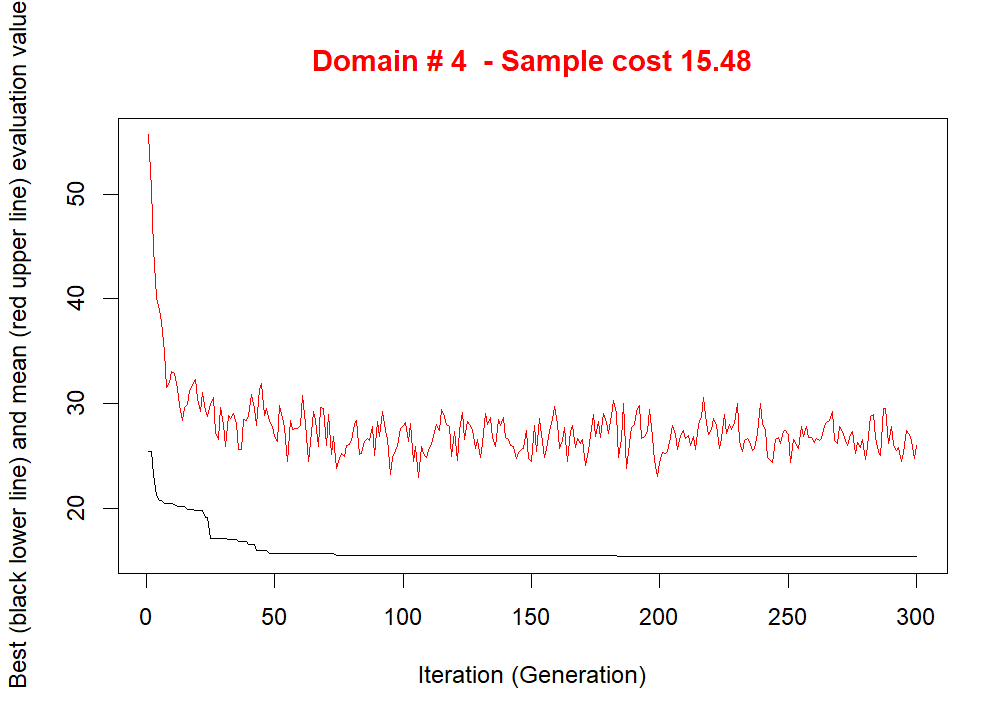 Domain # 4  - Sample cost 15.48
Best (black lower line) and mean (red upper line) evaluation value
50
40
30
20
0 50 100 150 200 250 300
Iteration (Generation)